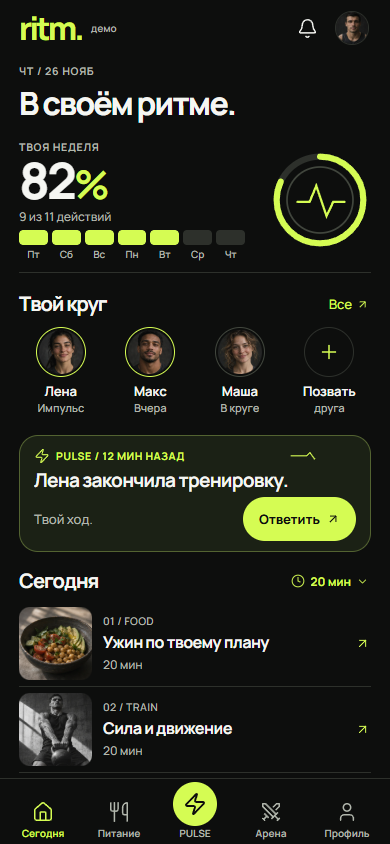 ritm. демо
ЧТ / 26 НОЯБ
В своём ритме.
ТВОЯ НЕДЕЛЯ
82%
9 из 11 действий
Пт Сб Вс Пн Вт Ср Чт
Твой круг
Все
Лена Макс Маша Позвать
Импульс Вчера В круге друга
PULSE / 12 МИН НАЗАД
Лена закончила тренировку.
Твой ход.
Ответить
Сегодня
20 мин
01 / FOOD
Ужин по твоему плану
20 мин
02 / TRAIN
Сила и движение
20 мин
Сегодня Питание PULSE Арена Профиль